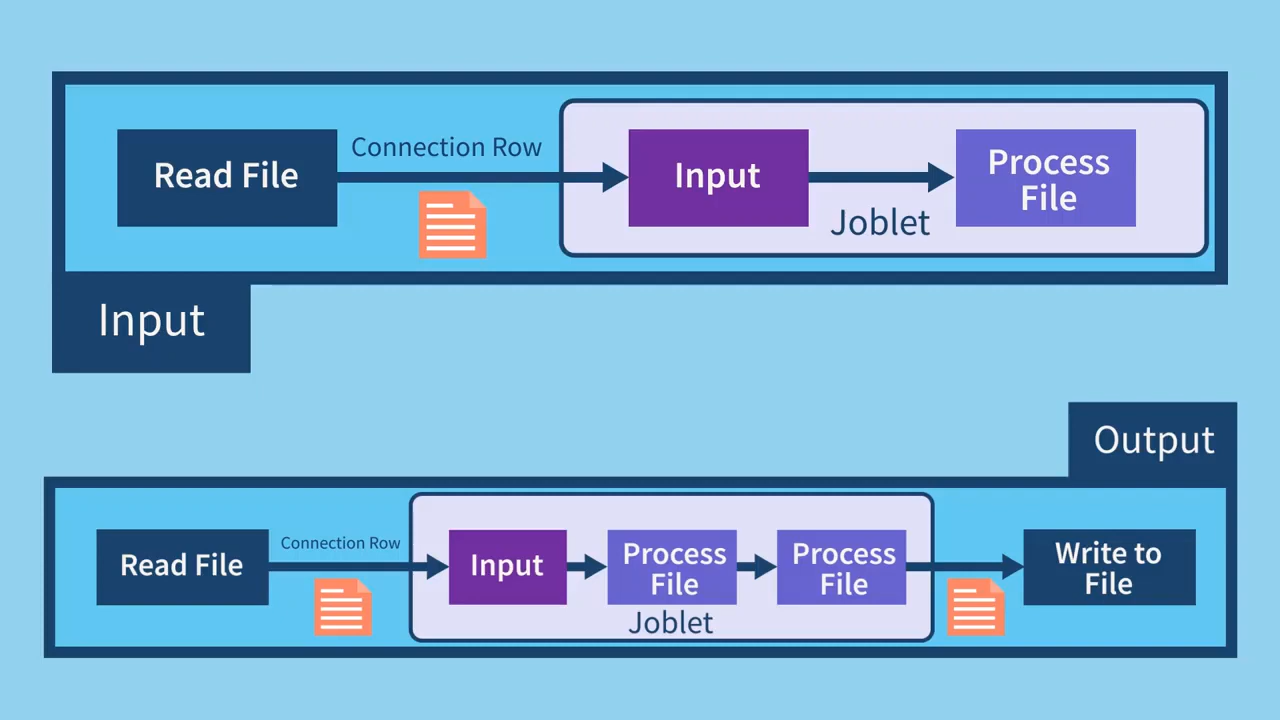 Connection Row
Read File
Input
Process
File
Joblet
Input
Output
Connection Row
Read File
Input
Process
File
Process
File
Write to
File
Joblet